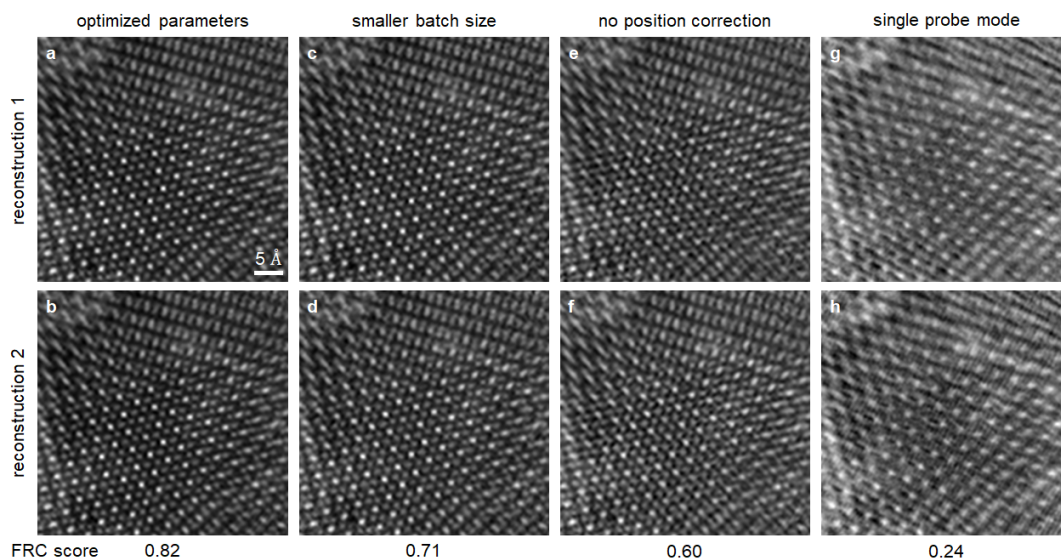 optimized parameters
smaller batch size
no position correction
single probe mode
reconstruction 1
a
c
e
g
5 Å
reconstruction 2
b
d
f
h
FRC score 0.82 0.71 0.60 0.24